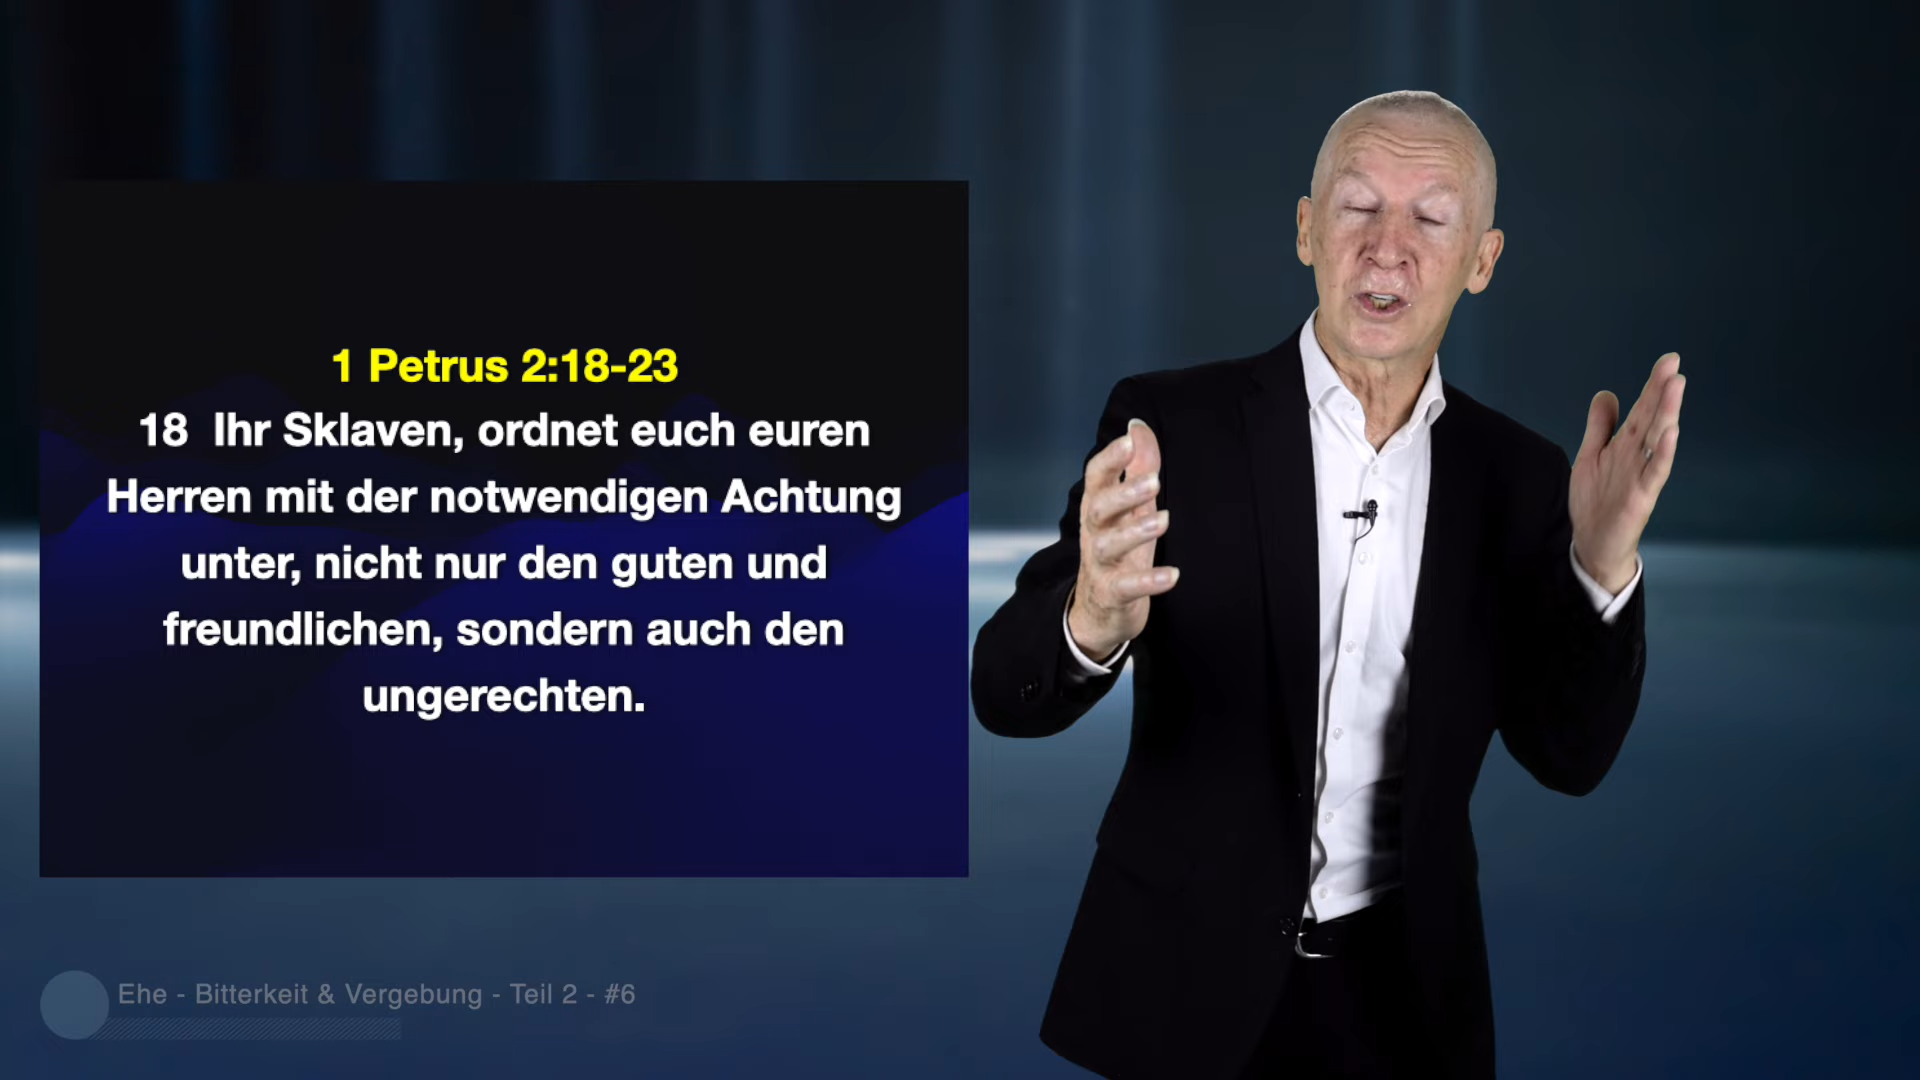 1 Petrus 2:18-23
18  Ihr Sklaven, ordnet euch euren
Herren mit der notwendigen Achtung
unter, nicht nur den guten und
freundlichen, sondern auch den
ungerechten.
Ehe - Bitterkeit & Vergebung - Teil 2 - #6